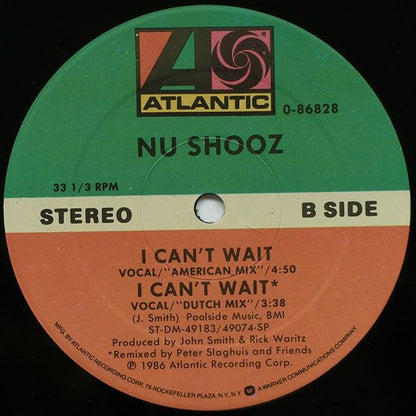 ATLANTIC
0-86828
NU SHOOZ
33 1/3 RPM
STEREO B SIDE
I CAN'T WAIT
VOCAL/"AMERICAN MIX"/4:50
I CAN'T WAIT*
VOCAL/"DUTCH MIX"/3:38
(J. Smith) Poolside Music, BMI
ST-DM-49183/49074-SP
Produced by John Smith & Rick Waritz
*Remixed by Peter Slaghuis and Friends
℗ 1986 Atlantic Recording Corp.
MFG. BY ATLANTIC RECORDING CORP., 75 ROCKEFELLER PLAZA, N.Y., N.Y. A WARNER COMMUNICATIONS COMPANY